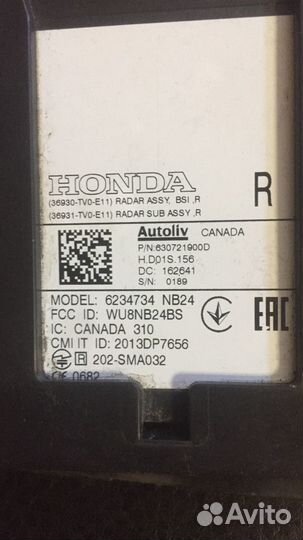 HONDA
R
(36930-TV0-E11) RADAR ASSY, BSI ,R
(36931-TV0-E11) RADAR SUB ASSY ,R
Autoliv CANADA
P/N:630721900D
H.D01S.156
DC: 162641
S/N: 0189
MODEL: 6234734 NB24
FCC ID: WU8NB24BS
IC: CANADA 310
CMI IT ID: 2013DP7656
R 202-SMA032
CE 0682
EAC
Avito